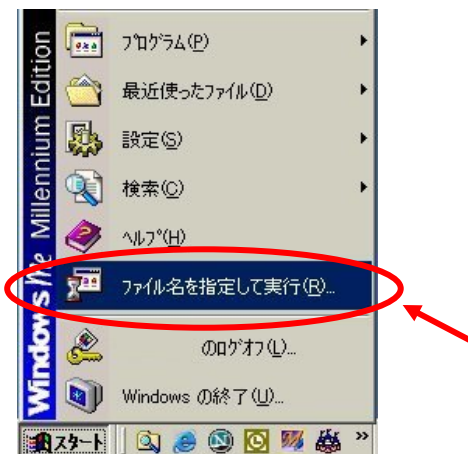 Windows Me Millennium Edition
プログラム(P)
最近使ったファイル(D)
設定(S)
検索(C)
ヘルプ(H)
ファイル名を指定して実行(R)...
のログオフ(L)...
Windows の終了(U)...
スタート
»